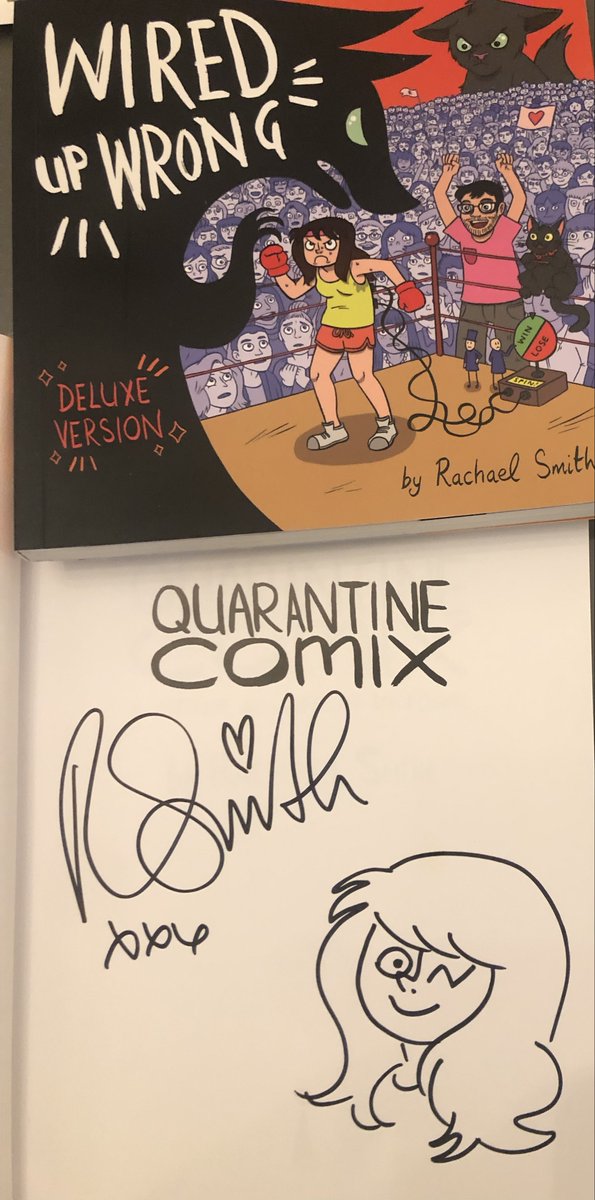 WIRED
UP WRONG
DELUXE
VERSION
WIN
LOSE
SPIN!
by Rachael Smith
QUARANTINE
COMIX
R Smith
xxx